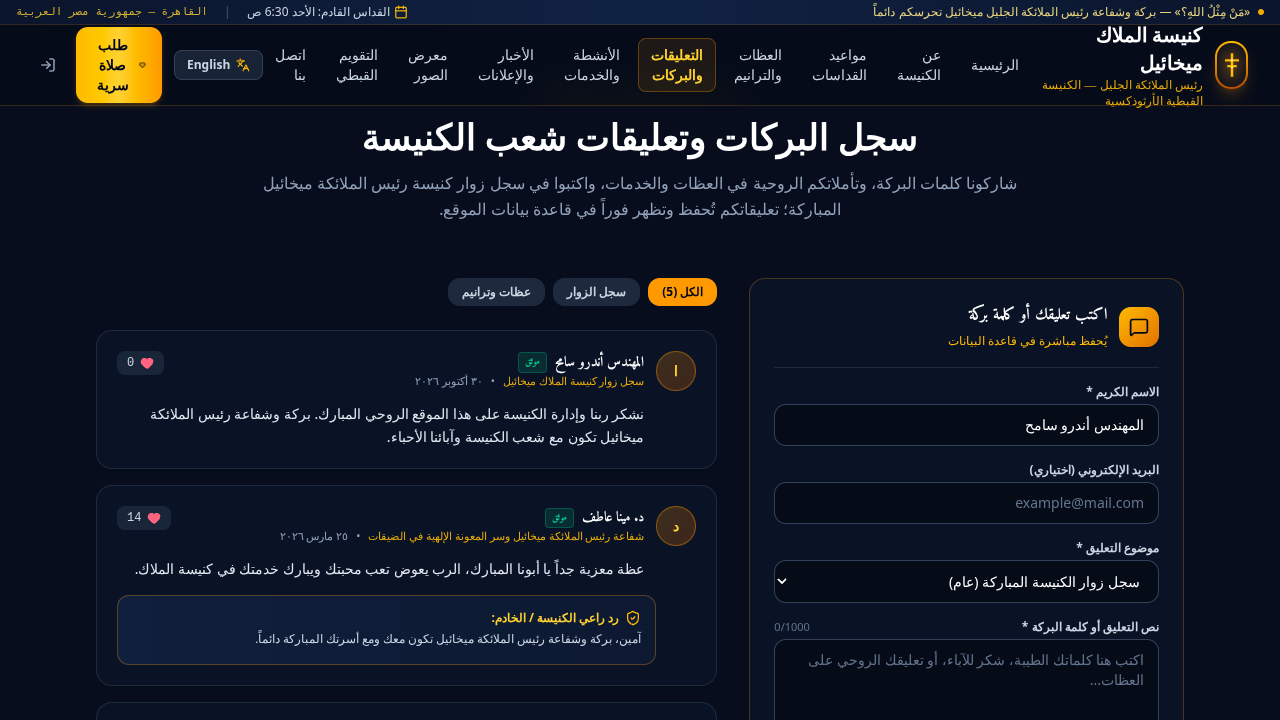 «مَنْ مِثْلُ اللهِ؟» — بركة وشفاعة رئيس الملائكة الجليل ميخائيل تحرسكم دائماً
القداس القادم: الأحد 6:30 ص
القاهرة — جمهورية مصر العربية
كنيسة الملاك
ميخائيل
رئيس الملائكة الجليل — الكنيسة
القبطية الأرثوذكسية
الرئيسية
عن
الكنيسة
مواعيد
القداسات
العظات
والترانيم
التعليقات
والبركات
الأنشطة
والخدمات
الأخبار
والإعلانات
معرض
الصور
التقويم
القبطي
اتصل
بنا
English
طلب
صلاة
سرية
سجل البركات وتعليقات شعب الكنيسة
شاركونا كلمات البركة، وتأملاتكم الروحية في العظات والخدمات، واكتبوا في سجل زوار كنيسة رئيس الملائكة ميخائيل
المباركة؛ تعليقاتكم تُحفظ وتظهر فوراً في قاعدة بيانات الموقع.
اكتب تعليقك أو كلمة بركة
يُحفظ مباشرة في قاعدة البيانات
الاسم الكريم *
المهندس أندرو سامح
البريد الإلكتروني (اختياري)
example@mail.com
موضوع التعليق *
سجل زوار الكنيسة المباركة (عام)
نص التعليق أو كلمة البركة *
0/1000
اكتب هنا كلماتك الطيبة، شكر للآباء، أو تعليقك الروحي على
العظات...
الكل (5)
سجل الزوار
عظات وترانيم
ا
المهندس أندرو سامح
موثق
0
سجل زوار كنيسة الملاك ميخائيل • ٣٠ أكتوبر ٢٠٢٦
نشكر ربنا وإدارة الكنيسة على هذا الموقع الروحي المبارك. بركة وشفاعة رئيس الملائكة
ميخائيل تكون مع شعب الكنيسة وآبائنا الأحباء.
د
د. مينا عاطف
موثق
14
شفاعة رئيس الملائكة ميخائيل وسر المعونة الإلهية في الضيقات • ٢٥ مارس ٢٠٢٦
عظة معزية جداً يا أبونا المبارك، الرب يعوض تعب محبتك ويبارك خدمتك في كنيسة الملاك.
رد راعي الكنيسة / الخادم:
آمين، بركة وشفاعة رئيس الملائكة ميخائيل تكون معك ومع أسرتك المباركة دائماً.